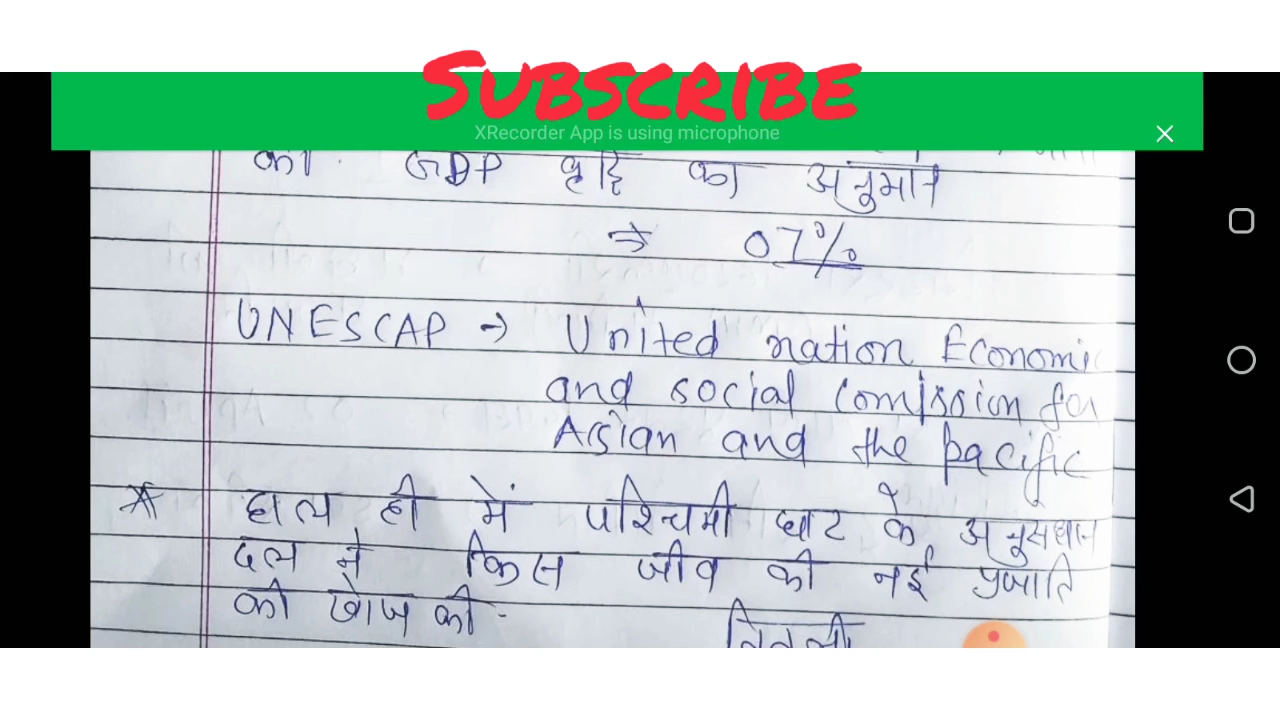 SUBSCRIBE
XRecorder App is using microphone
की GDP वृद्दि का अनुमान
⇒ 07%
UNESCAP → United nation Economic
and social Comission for
Asian and the pacific
* हाल ही में पश्चिमी घाट के अनुसंधान
दल ने किस जीव की नई प्रजाति
की खोज की -
तितली